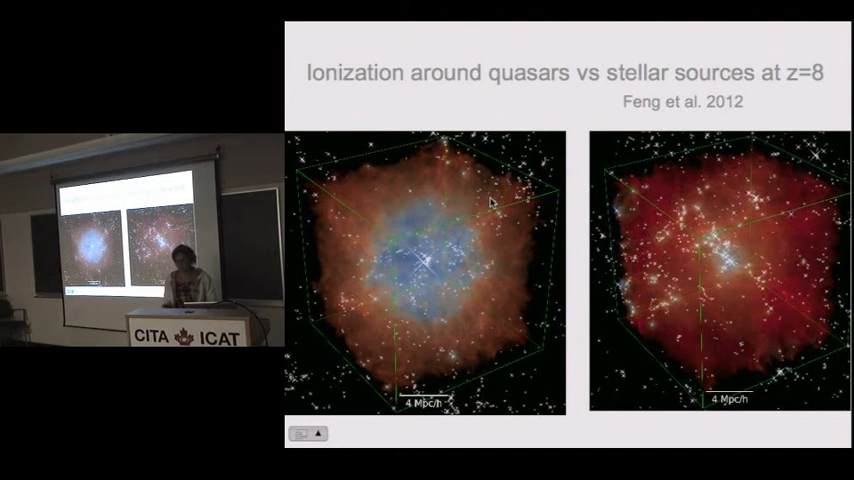 Ionization around quasars vs stellar sources at z=8
Feng et al. 2012
4 Mpc/h
4 Mpc/h
CITA ICAT